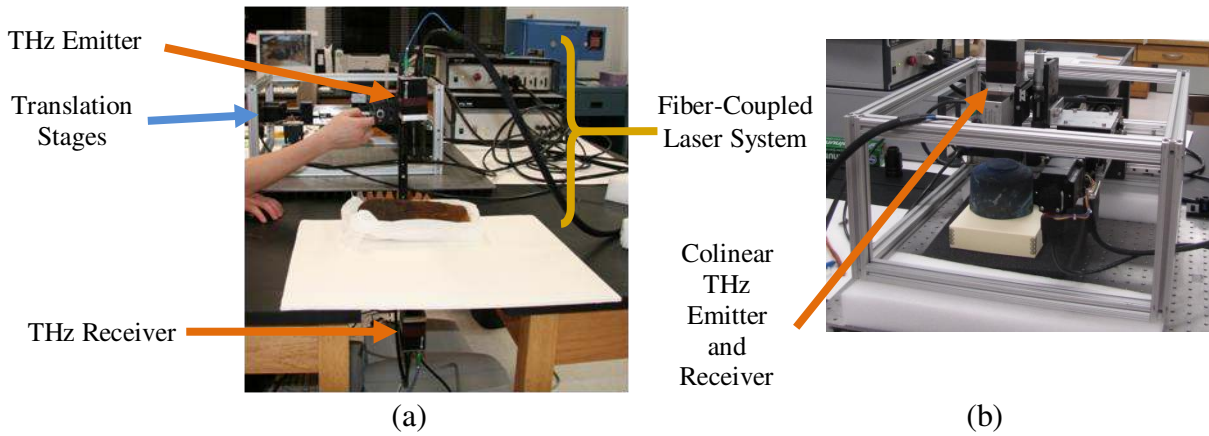 THz Emitter
Translation
Stages
THz Receiver
Fiber-Coupled
Laser System
Colinear
THz
Emitter
and
Receiver
(a)
(b)